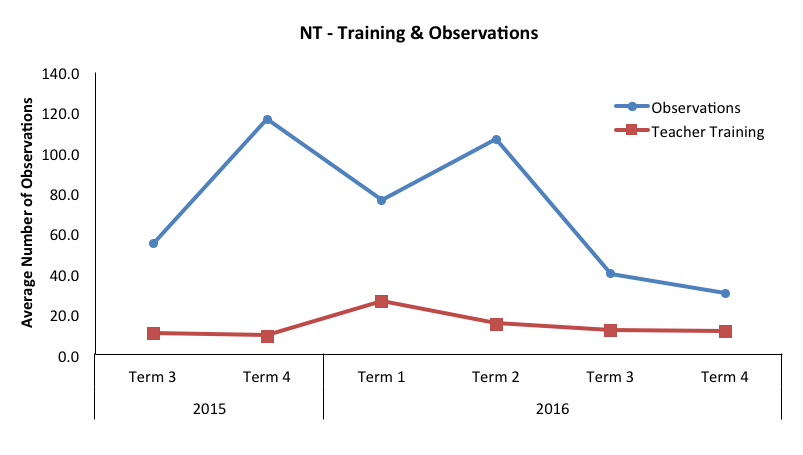 NT - Training & Observations
140.0
120.0
100.0
80.0
60.0
40.0
20.0
0.0
Average Number of Observations
Observations
Teacher Training
Term 3 Term 4 Term 1 Term 2 Term 3 Term 4
2015 2016